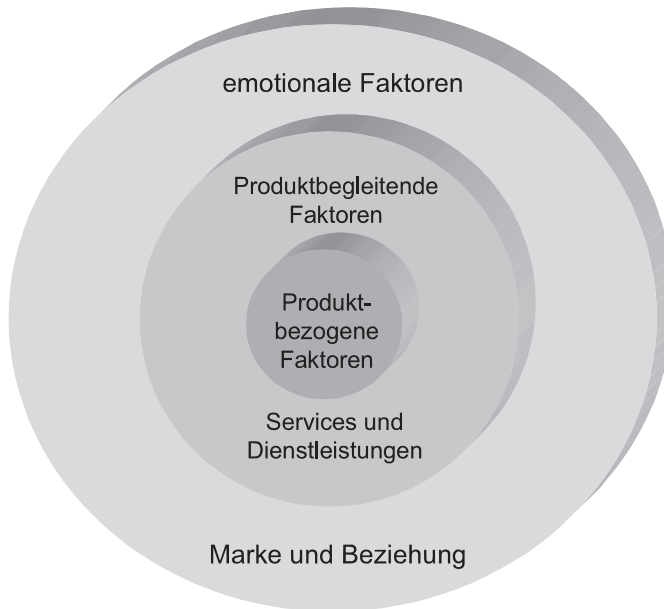 emotionale Faktoren
Produktbegleitende
Faktoren
Produkt-
bezogene
Faktoren
Services und
Dienstleistungen
Marke und Beziehung